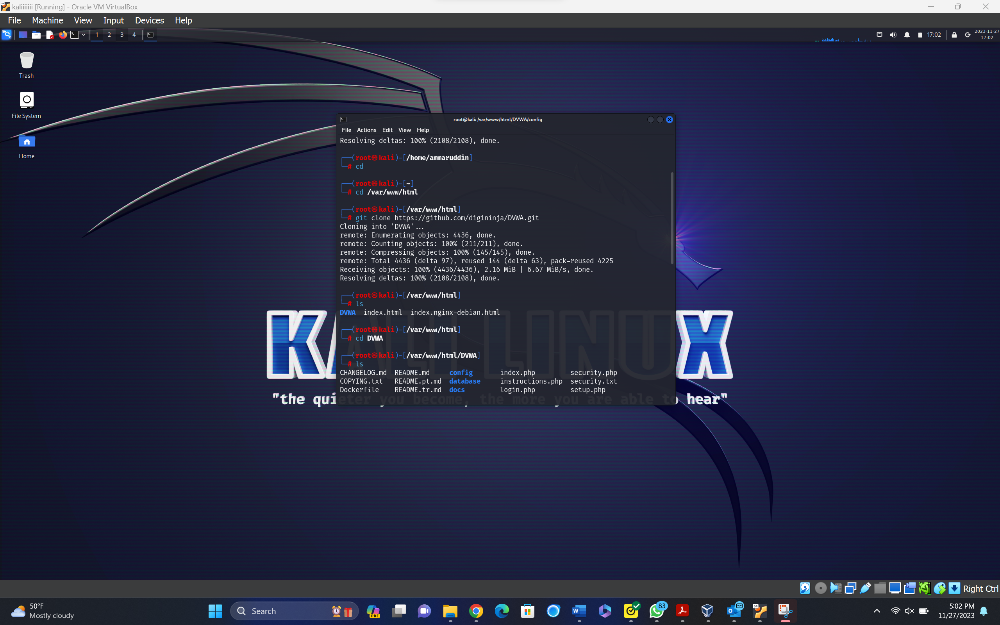 kaliiiiiii [Running] - Oracle VM VirtualBox
File Machine View Input Devices Help
1 2 3 4
17:02
2023-11-27
17:02
Trash
File System
Home
root@kali: /var/www/html/DVWA/config
File Actions Edit View Help
Resolving deltas: 100% (2108/2108), done.
┌──(root㉿kali)-[/home/ammaruddin]
└─# cd
┌──(root㉿kali)-[~]
└─# cd /var/www/html
┌──(root㉿kali)-[/var/www/html]
└─# git clone https://github.com/digininja/DVWA.git
Cloning into 'DVWA'...
remote: Enumerating objects: 4436, done.
remote: Counting objects: 100% (211/211), done.
remote: Compressing objects: 100% (145/145), done.
remote: Total 4436 (delta 97), reused 144 (delta 63), pack-reused 4225
Receiving objects: 100% (4436/4436), 2.16 MiB | 6.67 MiB/s, done.
Resolving deltas: 100% (2108/2108), done.
┌──(root㉿kali)-[/var/www/html]
└─# ls
DVWA index.html index.nginx-debian.html
┌──(root㉿kali)-[/var/www/html]
└─# cd DVWA
┌──(root㉿kali)-[/var/www/html/DVWA]
└─# ls
CHANGELOG.md README.md config index.php security.php
COPYING.txt README.pt.md database instructions.php security.txt
Dockerfile README.tr.md docs login.php setup.php
KALI LINUX
"the quieter you become, the more you are able to hear"
Right Ctrl
50°F
Mostly cloudy
Search
PRE
83
5:02 PM
11/27/2023